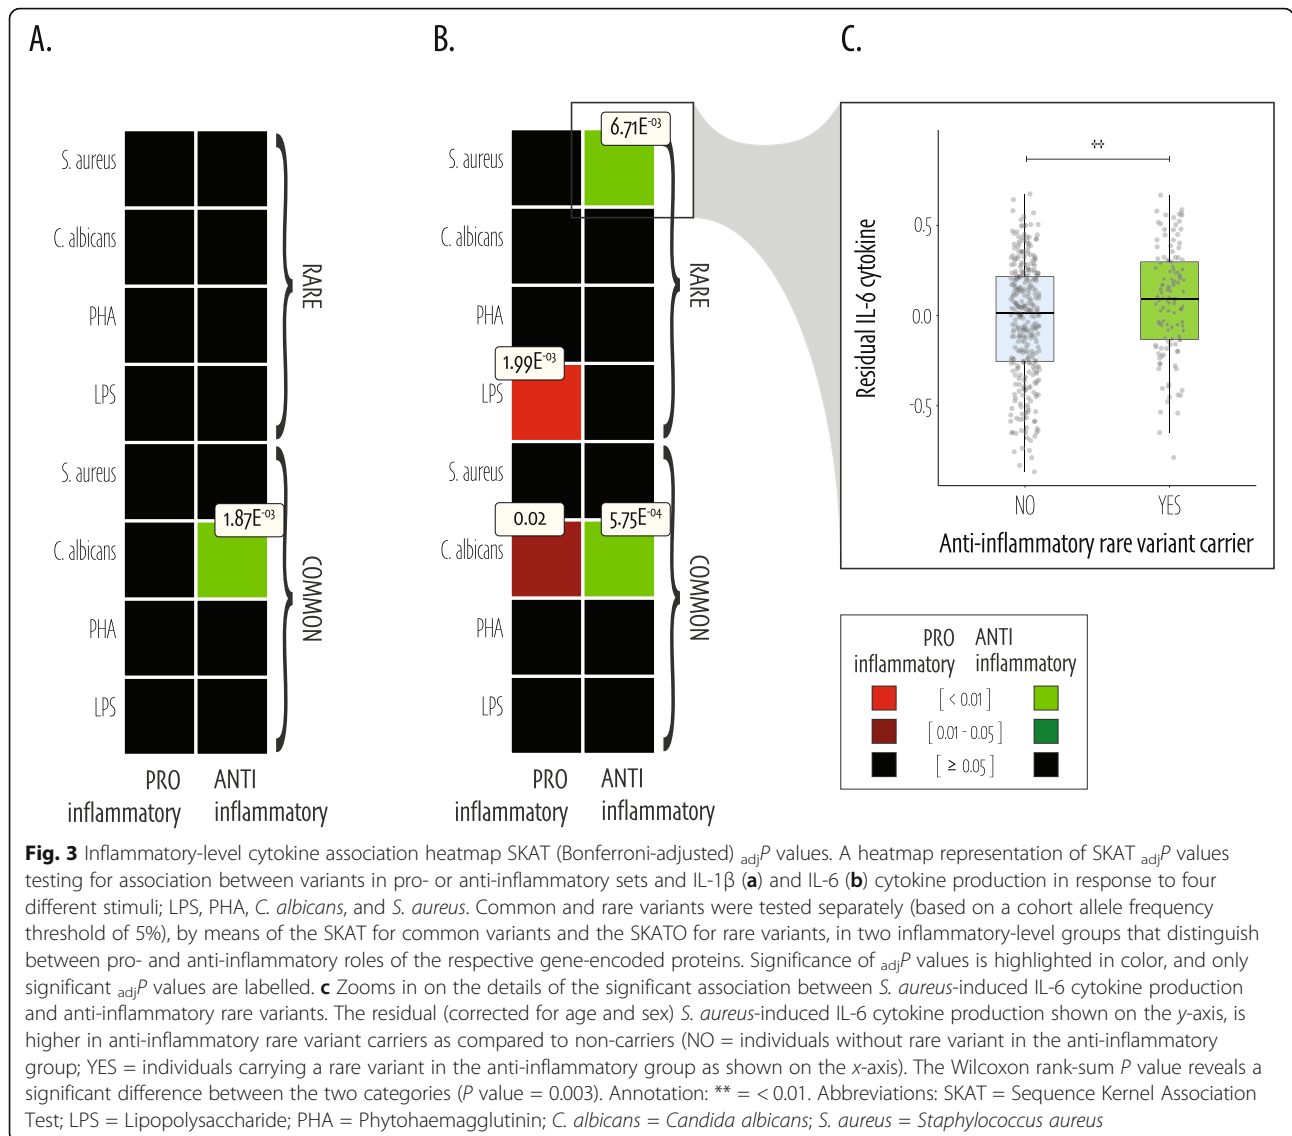 A.
S. aureus
C. albicans
PHA
LPS
RARE
S. aureus
1.87E-03
C. albicans
PHA
LPS
COMMON
PRO
inflammatory
ANTI
inflammatory
B.
6.71E-03
S. aureus
C. albicans
PHA
1.99E-03
LPS
RARE
S. aureus
0.02
5.75E-04
C. albicans
PHA
LPS
COMMON
PRO
inflammatory
ANTI
inflammatory
C.
**
Residual IL-6 cytokine
0.5
0.0
-0.5
NO
YES
Anti-inflammatory rare variant carrier
PRO
inflammatory
ANTI
inflammatory
[ < 0.01 ]
[ 0.01 - 0.05 ]
[ ≥ 0.05 ]
Fig. 3 Inflammatory-level cytokine association heatmap SKAT (Bonferroni-adjusted) adjP values. A heatmap representation of SKAT adjP values
testing for association between variants in pro- or anti-inflammatory sets and IL-1β (a) and IL-6 (b) cytokine production in response to four
different stimuli; LPS, PHA, C. albicans, and S. aureus. Common and rare variants were tested separately (based on a cohort allele frequency
threshold of 5%), by means of the SKAT for common variants and the SKATO for rare variants, in two inflammatory-level groups that distinguish
between pro- and anti-inflammatory roles of the respective gene-encoded proteins. Significance of adjP values is highlighted in color, and only
significant adjP values are labelled. c Zooms in on the details of the significant association between S. aureus-induced IL-6 cytokine production
and anti-inflammatory rare variants. The residual (corrected for age and sex) S. aureus-induced IL-6 cytokine production shown on the y-axis, is
higher in anti-inflammatory rare variant carriers as compared to non-carriers (NO = individuals without rare variant in the anti-inflammatory
group; YES = individuals carrying a rare variant in the anti-inflammatory group as shown on the x-axis). The Wilcoxon rank-sum P value reveals a
significant difference between the two categories (P value = 0.003). Annotation: ** = < 0.01. Abbreviations: SKAT = Sequence Kernel Association
Test; LPS = Lipopolysaccharide; PHA = Phytohaemagglutinin; C. albicans = Candida albicans; S. aureus = Staphylococcus aureus